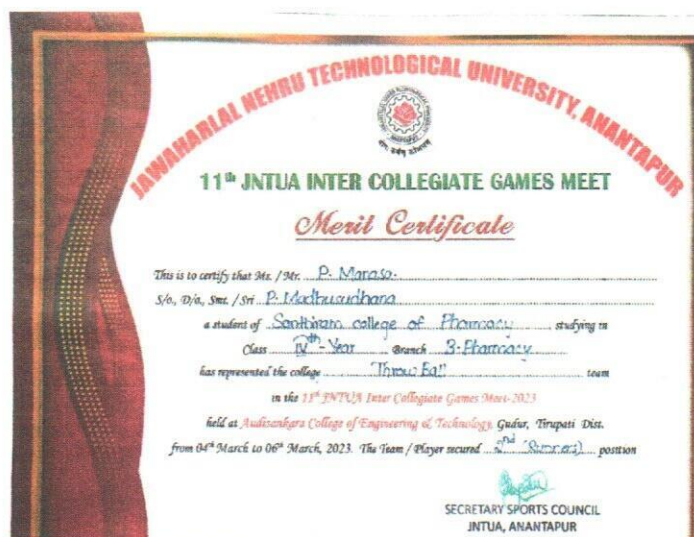 JAWAHARLAL NEHRU TECHNOLOGICAL UNIVERSITY, ANANTAPUR
11th JNTUA INTER COLLEGIATE GAMES MEET
Merit Certificate
This is to certify that Ms. / Mr. P. Manasa.
S/o., D/o., Smt. / Sri P. Madhusudhana
a student of Santhiram college of Pharmacy studying in
Class IVth - Year Branch B-Pharmacy
has represented the college Throw Ball team
in the 11th JNTUA Inter Collegiate Games Meet-2023
held at Audisankara College of Engineering & Technology, Gudur, Tirupati Dist.
from 04th March to 06th March, 2023. The Team / Player secured 2nd (Runners) position
SECRETARY SPORTS COUNCIL
JNTUA, ANANTAPUR